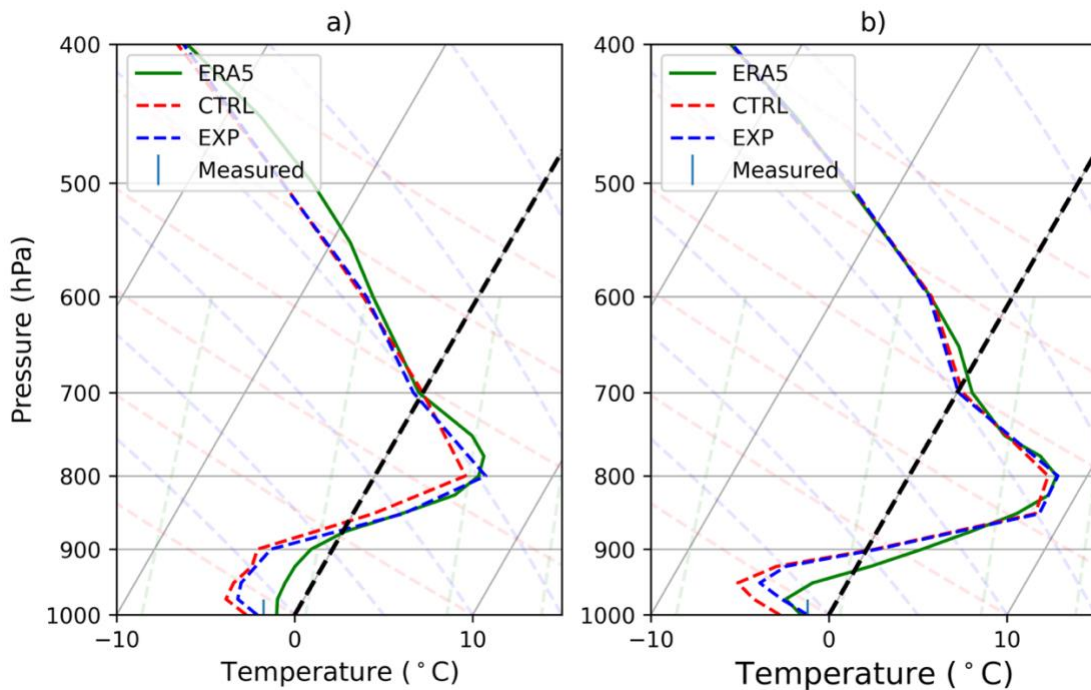 a)
b)
400
500
600
700
800
900
1000
Pressure (hPa)
ERA5
CTRL
EXP
Measured
−10
0
10
Temperature (°C)
400
500
600
700
800
900
1000
ERA5
CTRL
EXP
Measured
−10
0
10
Temperature (°C)